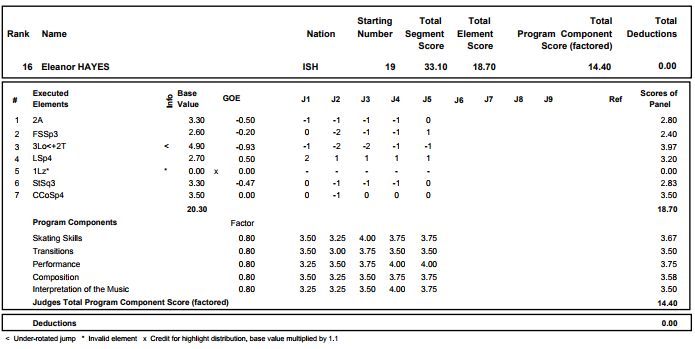 Rank Name Nation Starting Number Total Segment Score Total Element Score Total Program Component Score (factored) Total Deductions
16 Eleanor HAYES ISH 19 33.10 18.70 14.40 0.00
# Executed Elements Info Base Value GOE J1 J2 J3 J4 J5 J6 J7 J8 J9 Ref Scores of Panel
1 2A 3.30 -0.50 -1 -1 -1 -1 0 2.80
2 FSSp3 2.60 -0.20 0 -2 -1 -1 1 2.40
3 3Lo<+2T < 4.90 -0.93 -1 -2 -2 -1 -1 3.97
4 LSp4 2.70 0.50 2 1 1 1 1 3.20
5 1Lz* * 0.00 x 0.00 - - - - - 0.00
6 StSq3 3.30 -0.47 0 -1 -1 -1 0 2.83
7 CCoSp4 3.50 0.00 0 -1 0 0 0 3.50
20.30 18.70
Program Components Factor
Skating Skills 0.80 3.50 3.25 4.00 3.75 3.75 3.67
Transitions 0.80 3.50 3.00 3.75 3.50 3.50 3.50
Performance 0.80 3.25 3.50 3.75 4.00 4.00 3.75
Composition 0.80 3.50 3.25 3.50 3.75 3.75 3.58
Interpretation of the Music 0.80 3.25 3.25 3.50 4.00 3.75 3.50
Judges Total Program Component Score (factored) 14.40
Deductions 0.00
< Under-rotated jump * Invalid element x Credit for highlight distribution, base value multiplied by 1.1